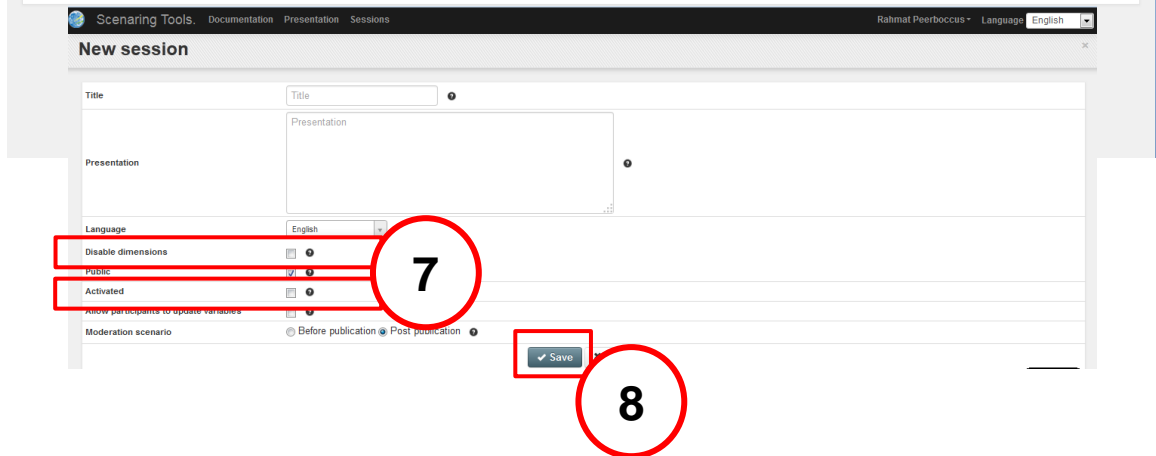 Scenaring Tools. Documentation Presentation Sessions Rahmat Peerboccus Language English
New session ×
Title Title
Presentation
Presentation
Language English
Disable dimensions
Public
Activated
Allow participants to update variables
Moderation scenario Before publication Post publication
7
Save
8